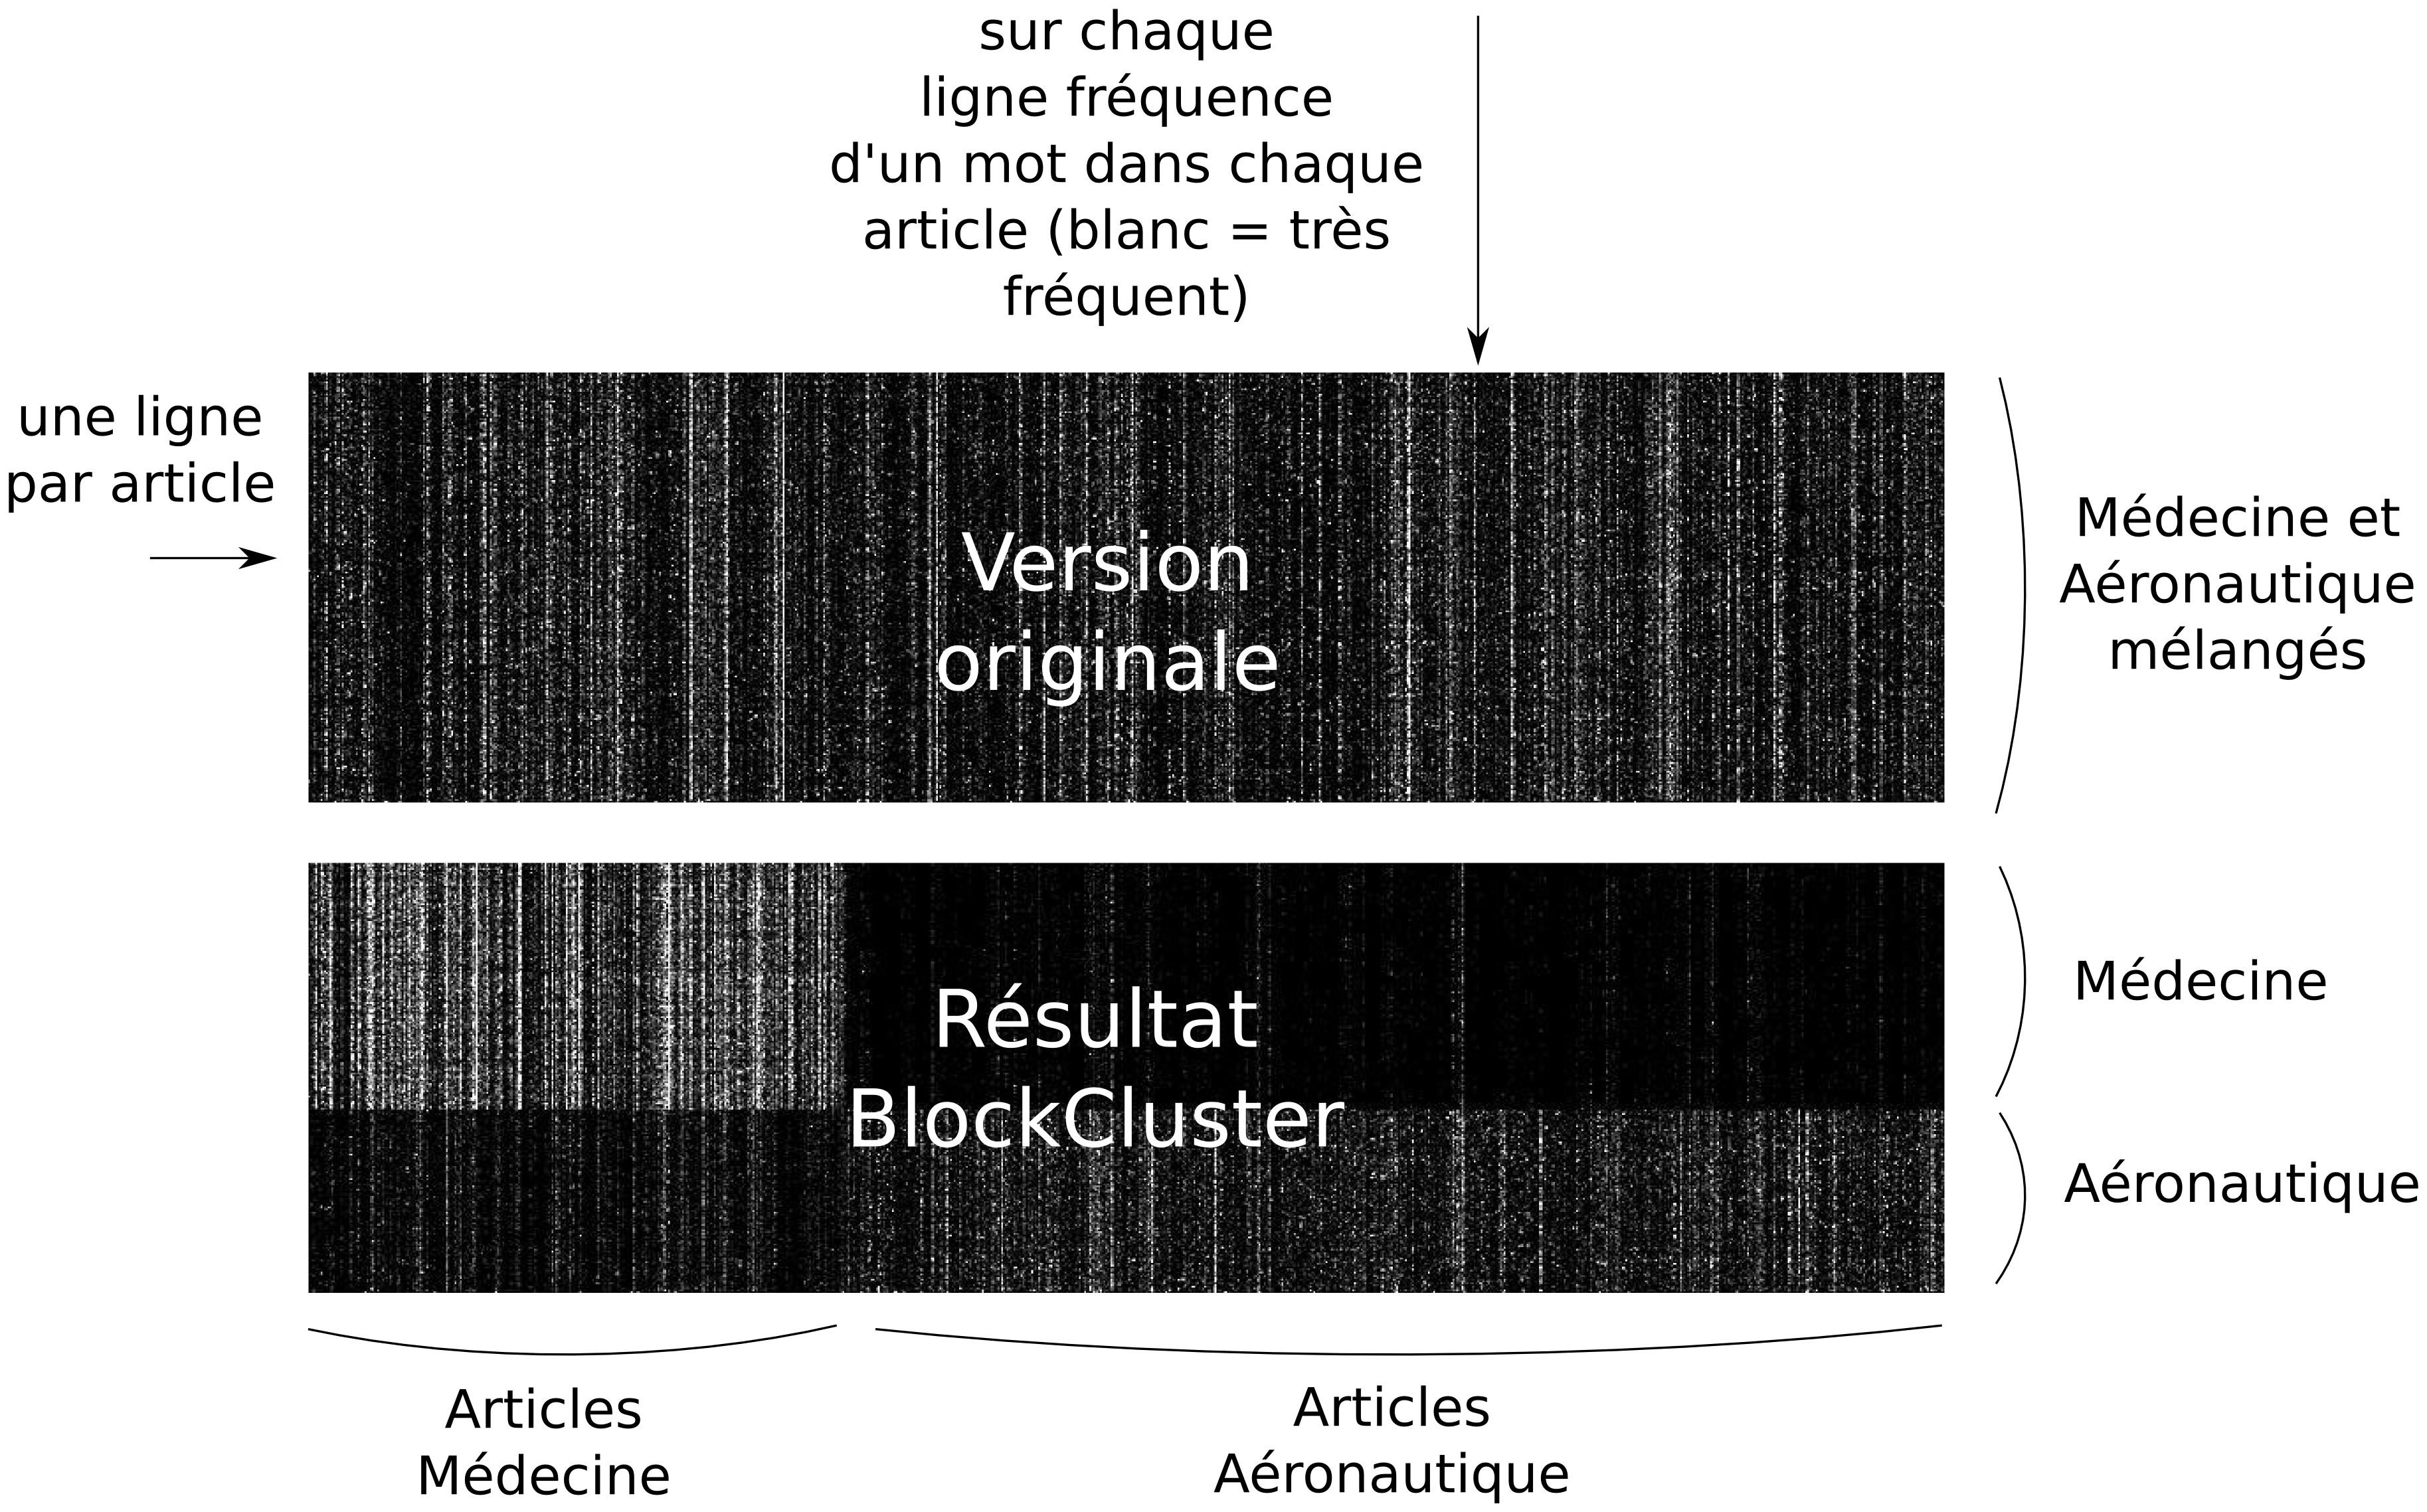 sur chaque
ligne fréquence
d'un mot dans chaque
article (blanc = très
fréquent)
une ligne
par article
Version
originale
Médecine et
Aéronautique
mélangés
Résultat
BlockCluster
Médecine
Aéronautique
Articles
Médecine
Articles
Aéronautique